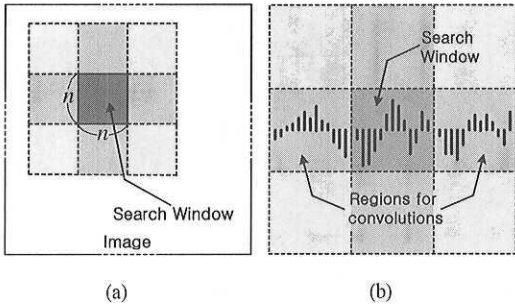 n
n
Search Window
Image
(a)
Search
Window
Regions for
convolutions
(b)